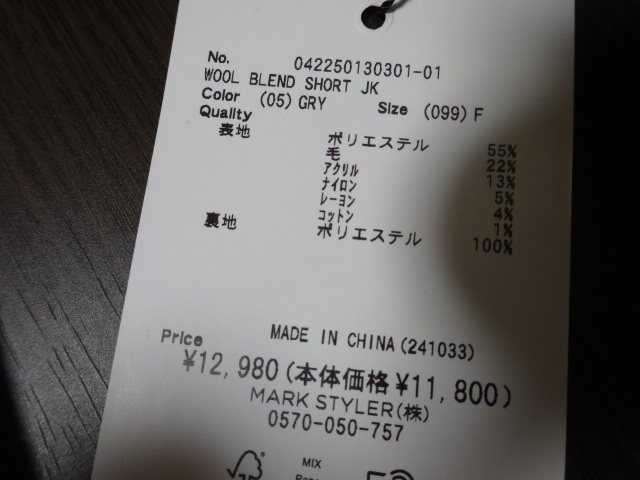 No. 042250130301-01
WOOL BLEND SHORT JK
Color (05) GRY Size (099) F
Quality
表地 ポリエステル 55%
毛 22%
アクリル 13%
ナイロン 5%
レーヨン 4%
コットン 1%
裏地 ポリエステル 100%
MADE IN CHINA (241033)
Price
¥12,980 (本体価格 ¥11,800)
MARK STYLER (株)
0570-050-757
MIX